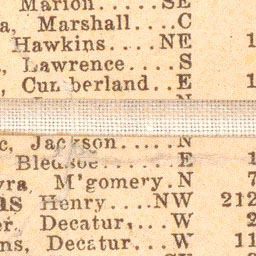 Marion.....SE
a, Marshall....C
Hawkins.....NE 1
, Lawrence.....S
, Cumberland..E 1
c, Jackson.....N
Bledsoe.......E 1
yra, M'gomery.N 7
as Henry.....NW 212
er, Decatur....W 2
ns, Decatur...W 11